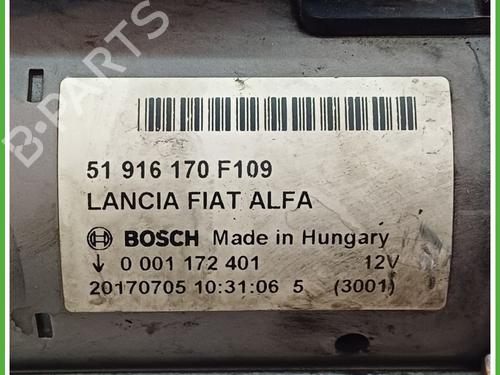 B-PARTS
51 916 170 F109
LANCIA FIAT ALFA
BOSCH Made in Hungary
↓ 0 001 172 401 12V
20170705 10:31:06 5 (3001)